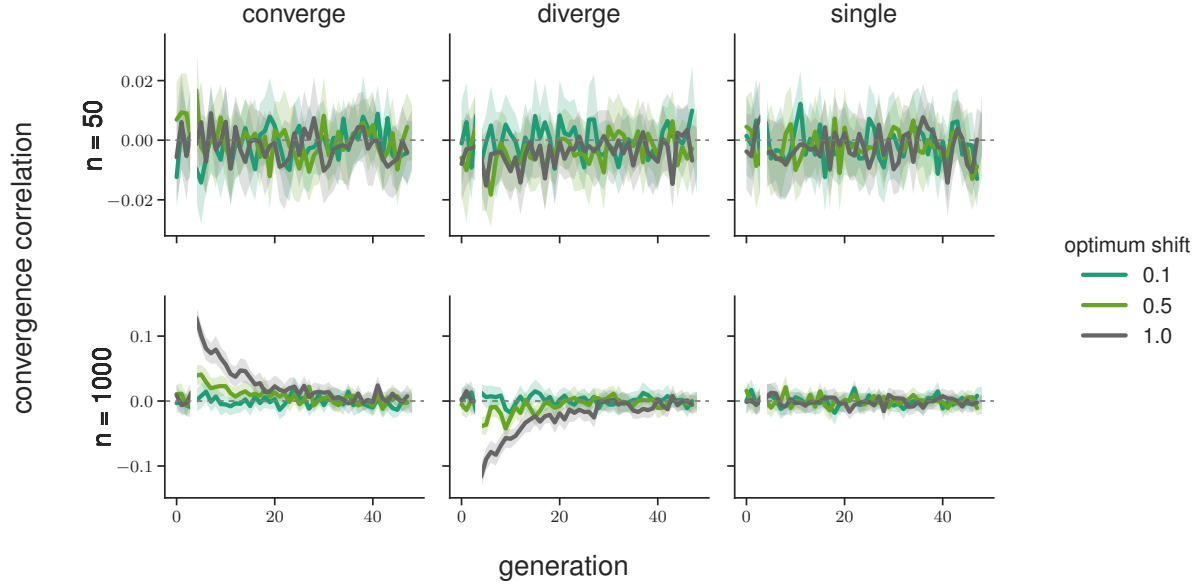 converge diverge single
convergence correlation
n = 50
0.02
0.00
−0.02
n = 1000
0.1
0.0
−0.1
0 20 40 0 20 40 0 20 40
generation
optimum shift
0.1
0.5
1.0